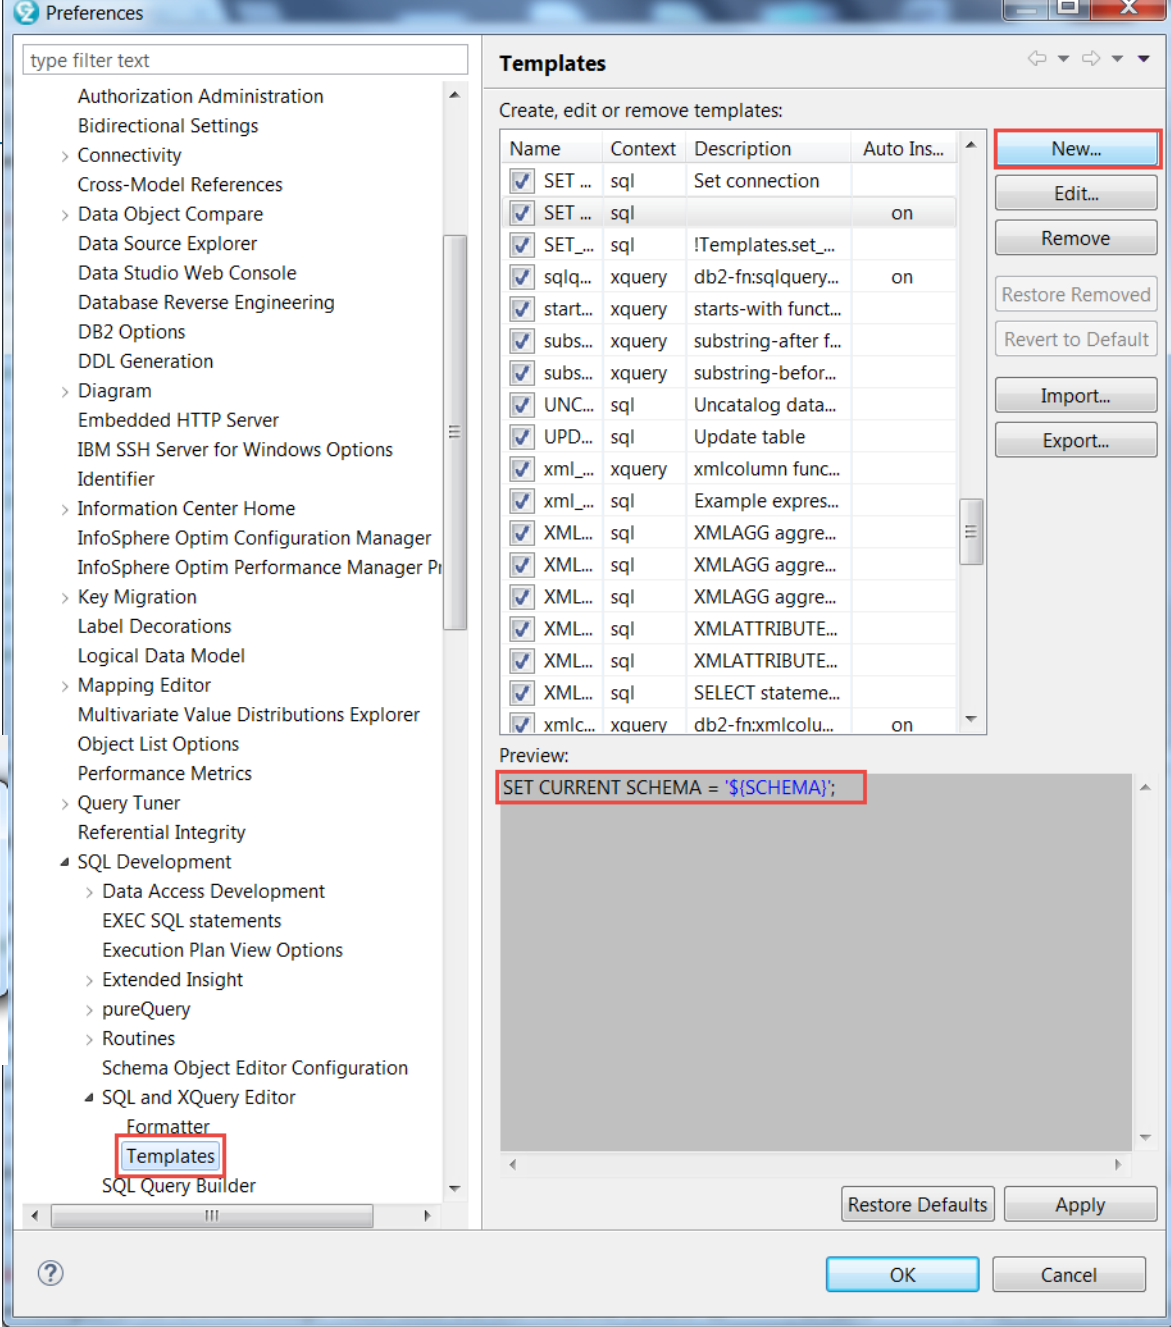 Preferences
type filter text
Authorization Administration
Bidirectional Settings
Connectivity
Cross-Model References
Data Object Compare
Data Source Explorer
Data Studio Web Console
Database Reverse Engineering
DB2 Options
DDL Generation
Diagram
Embedded HTTP Server
IBM SSH Server for Windows Options
Identifier
Information Center Home
InfoSphere Optim Configuration Manager
InfoSphere Optim Performance Manager Pr
Key Migration
Label Decorations
Logical Data Model
Mapping Editor
Multivariate Value Distributions Explorer
Object List Options
Performance Metrics
Query Tuner
Referential Integrity
SQL Development
Data Access Development
EXEC SQL statements
Execution Plan View Options
Extended Insight
pureQuery
Routines
Schema Object Editor Configuration
SQL and XQuery Editor
Formatter
Templates
SQL Query Builder
Templates
Create, edit or remove templates:
Name Context Description Auto Ins...
SET ... sql Set connection
SET ... sql on
SET_... sql !Templates.set_...
sqlq... xquery db2-fn:sqlquery... on
start... xquery starts-with funct...
subs... xquery substring-after f...
subs... xquery substring-befor...
UNC... sql Uncatalog data...
UPD... sql Update table
xml_... xquery xmlcolumn func...
xml_... sql Example expres...
XML... sql XMLAGG aggre...
XML... sql XMLAGG aggre...
XML... sql XMLAGG aggre...
XML... sql XMLATTRIBUTE...
XML... sql XMLATTRIBUTE...
XML... sql SELECT stateme...
xmlc... xquery db2-fn:xmlcolu... on
New...
Edit...
Remove
Restore Removed
Revert to Default
Import...
Export...
Preview:
SET CURRENT SCHEMA = '${SCHEMA}';
Restore Defaults Apply
OK Cancel